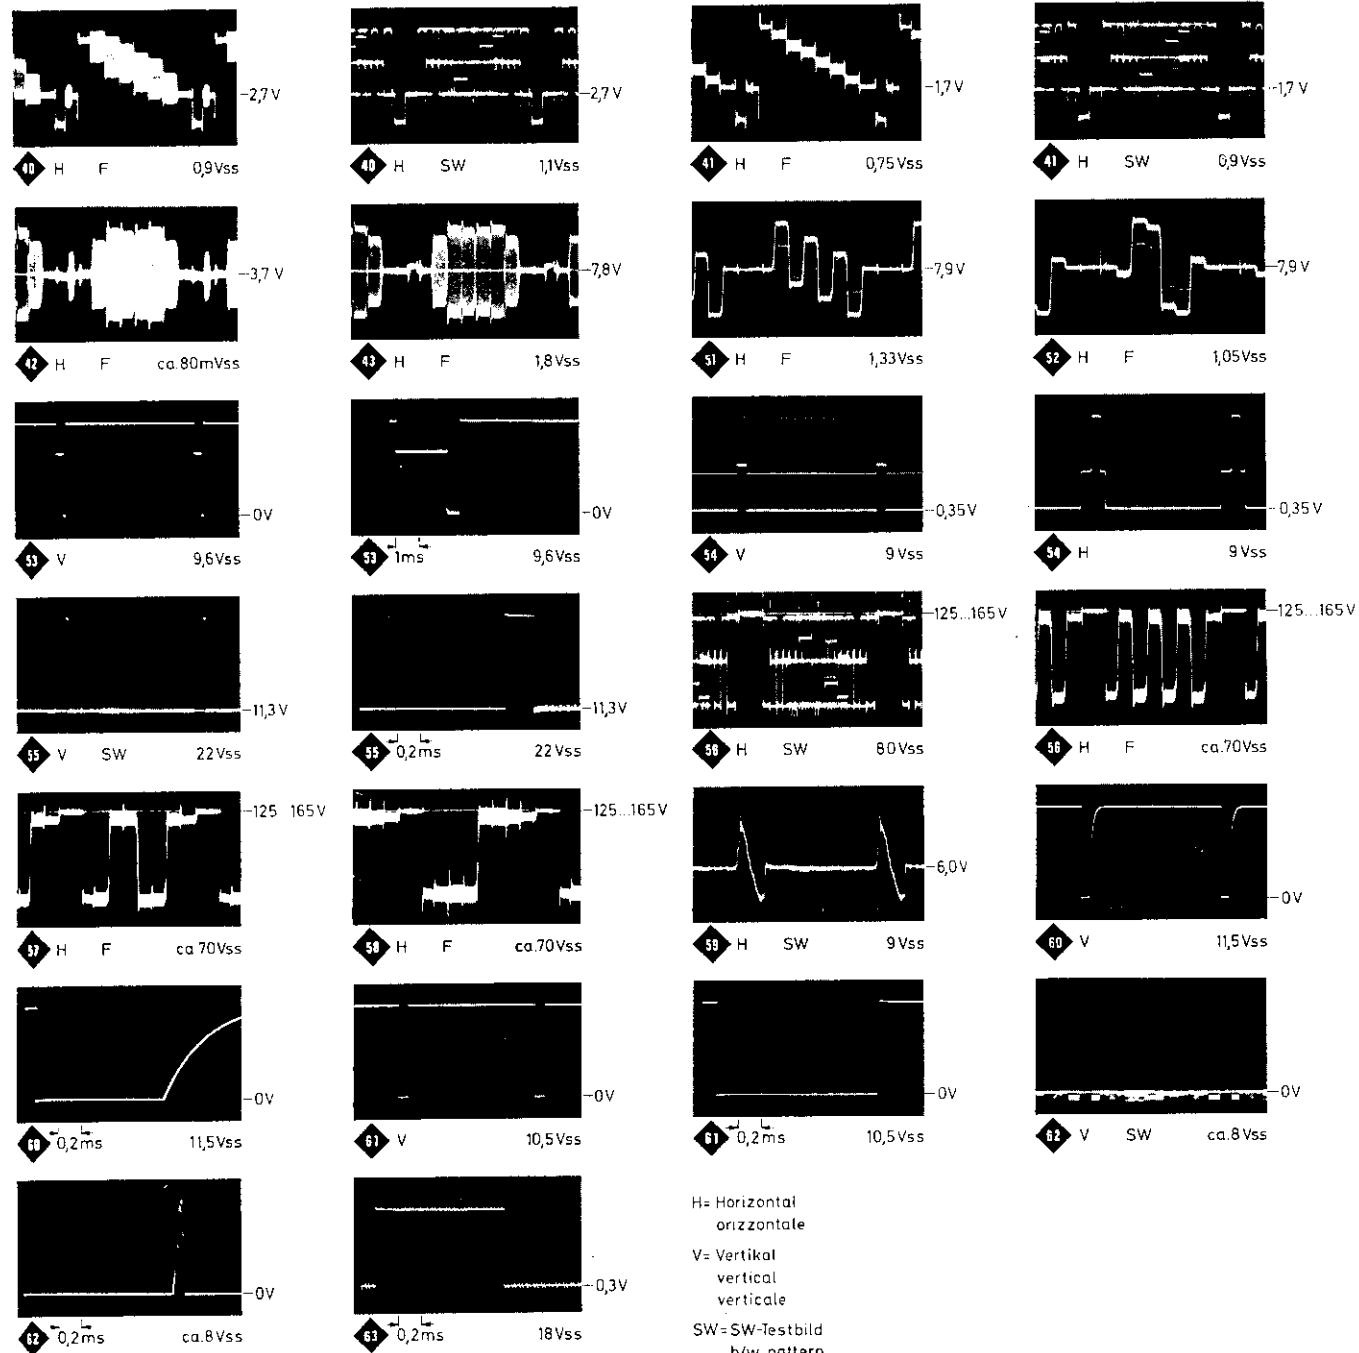 -2,7 V
-2,7 V
-1,7 V
-1,7 V
40 H F 0,9Vss
40 H SW 1,1Vss
41 H F 0,75Vss
41 H SW 0,9Vss
-3,7 V
-7,8V
-7,9V
-7,9V
42 H F ca.80mVss
43 H F 1,8Vss
51 H F 1,33Vss
52 H F 1,05Vss
-0V
-0V
-0,35V
-0,35V
53 V 9,6Vss
53 1ms 9,6Vss
54 V 9Vss
54 H 9Vss
-11,3V
-11,3V
-125...165V
-125...165V
55 V SW 22Vss
55 0,2ms 22Vss
56 H SW 80Vss
56 H F ca.70Vss
-125 165V
-125...165V
-6,0V
-0V
57 H F ca 70Vss
58 H F ca.70Vss
59 H SW 9Vss
60 V 11,5Vss
-0V
-0V
-0V
-0V
60 0,2ms 11,5Vss
61 V 10,5Vss
61 0,2ms 10,5Vss
62 V SW ca.8Vss
-0V
-0,3V
62 0,2ms ca.8Vss
63 0,2ms 18Vss
H= Horizontal
orizzontale
V= Vertikal
vertical
verticale
SW=SW-Testbild
b/w pattern